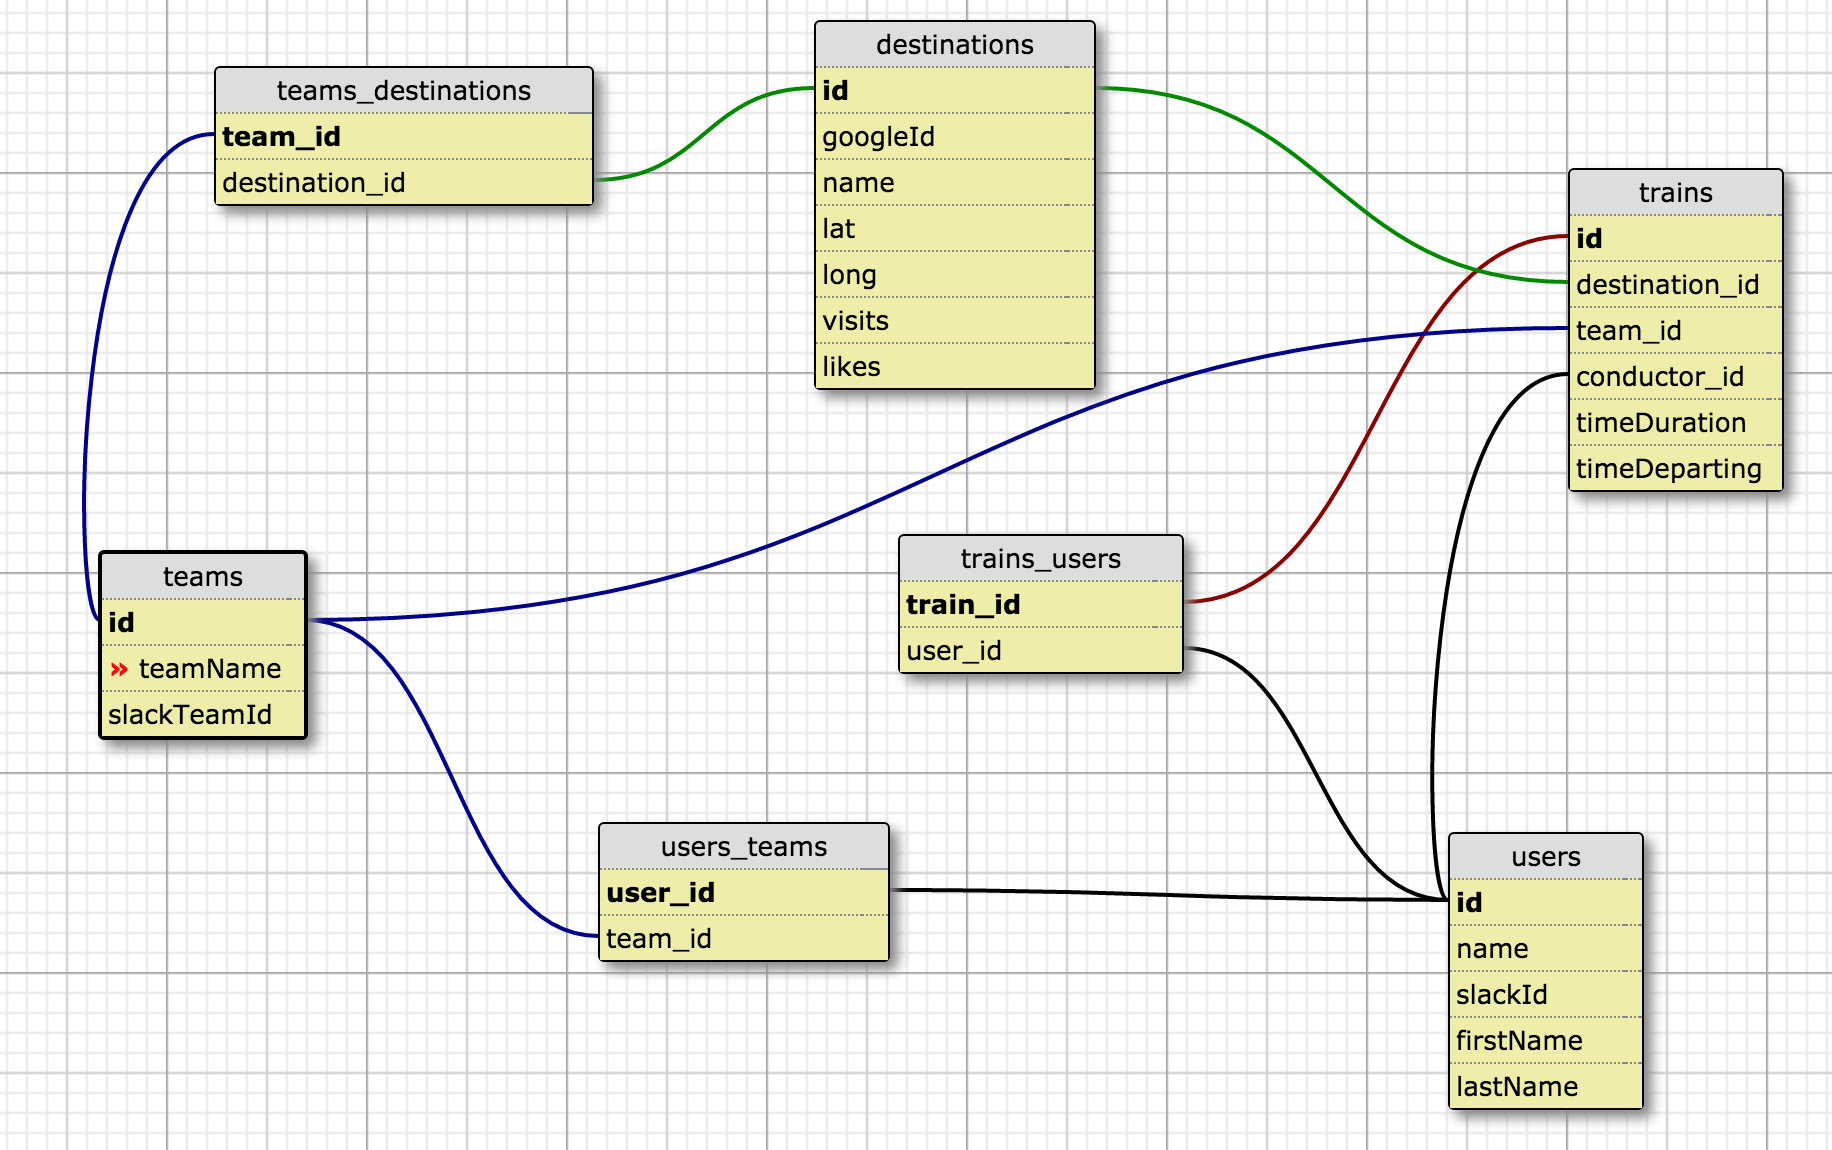 destinations
id
googleId
name
lat
long
visits
likes
teams_destinations
team_id
destination_id
trains
id
destination_id
team_id
conductor_id
timeDuration
timeDeparting
teams
id
» teamName
slackTeamId
trains_users
train_id
user_id
users_teams
user_id
team_id
users
id
name
slackId
firstName
lastName